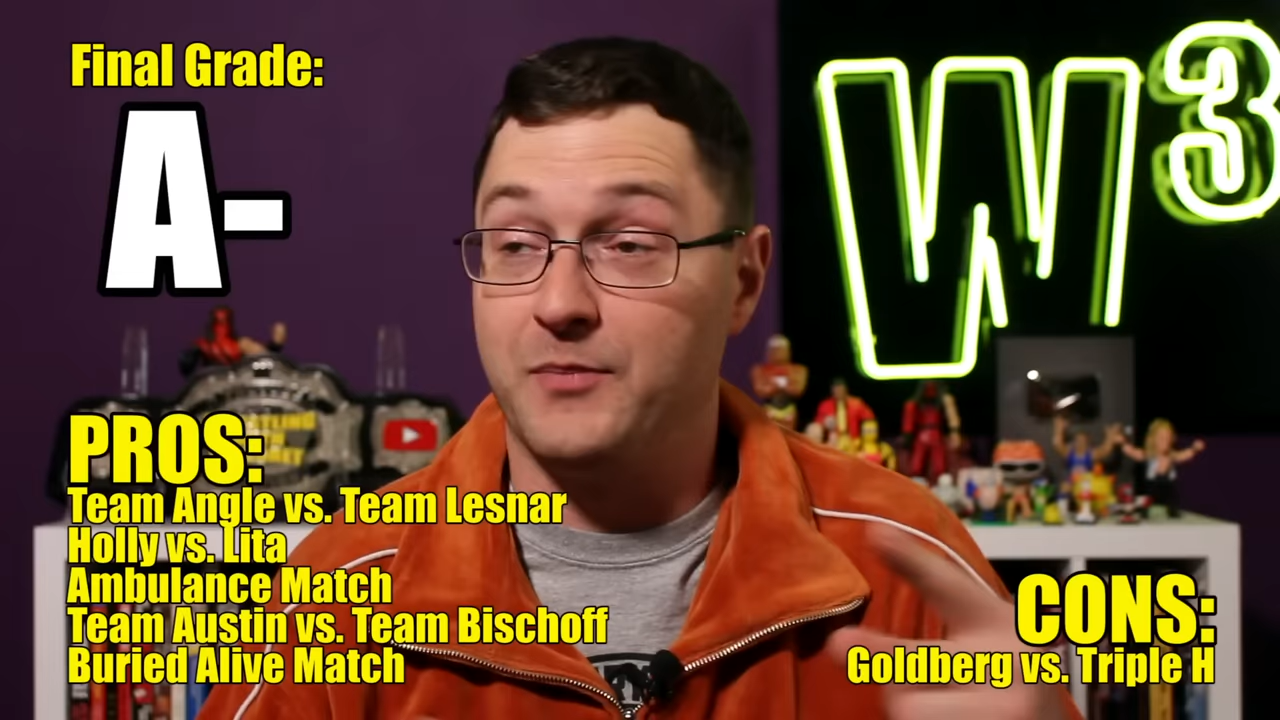 Final Grade:
A-
W3
PROS:
Team Angle vs. Team Lesnar
Holly vs. Lita
Ambulance Match
Team Austin vs. Team Bischoff
Buried Alive Match
CONS:
Goldberg vs. Triple H